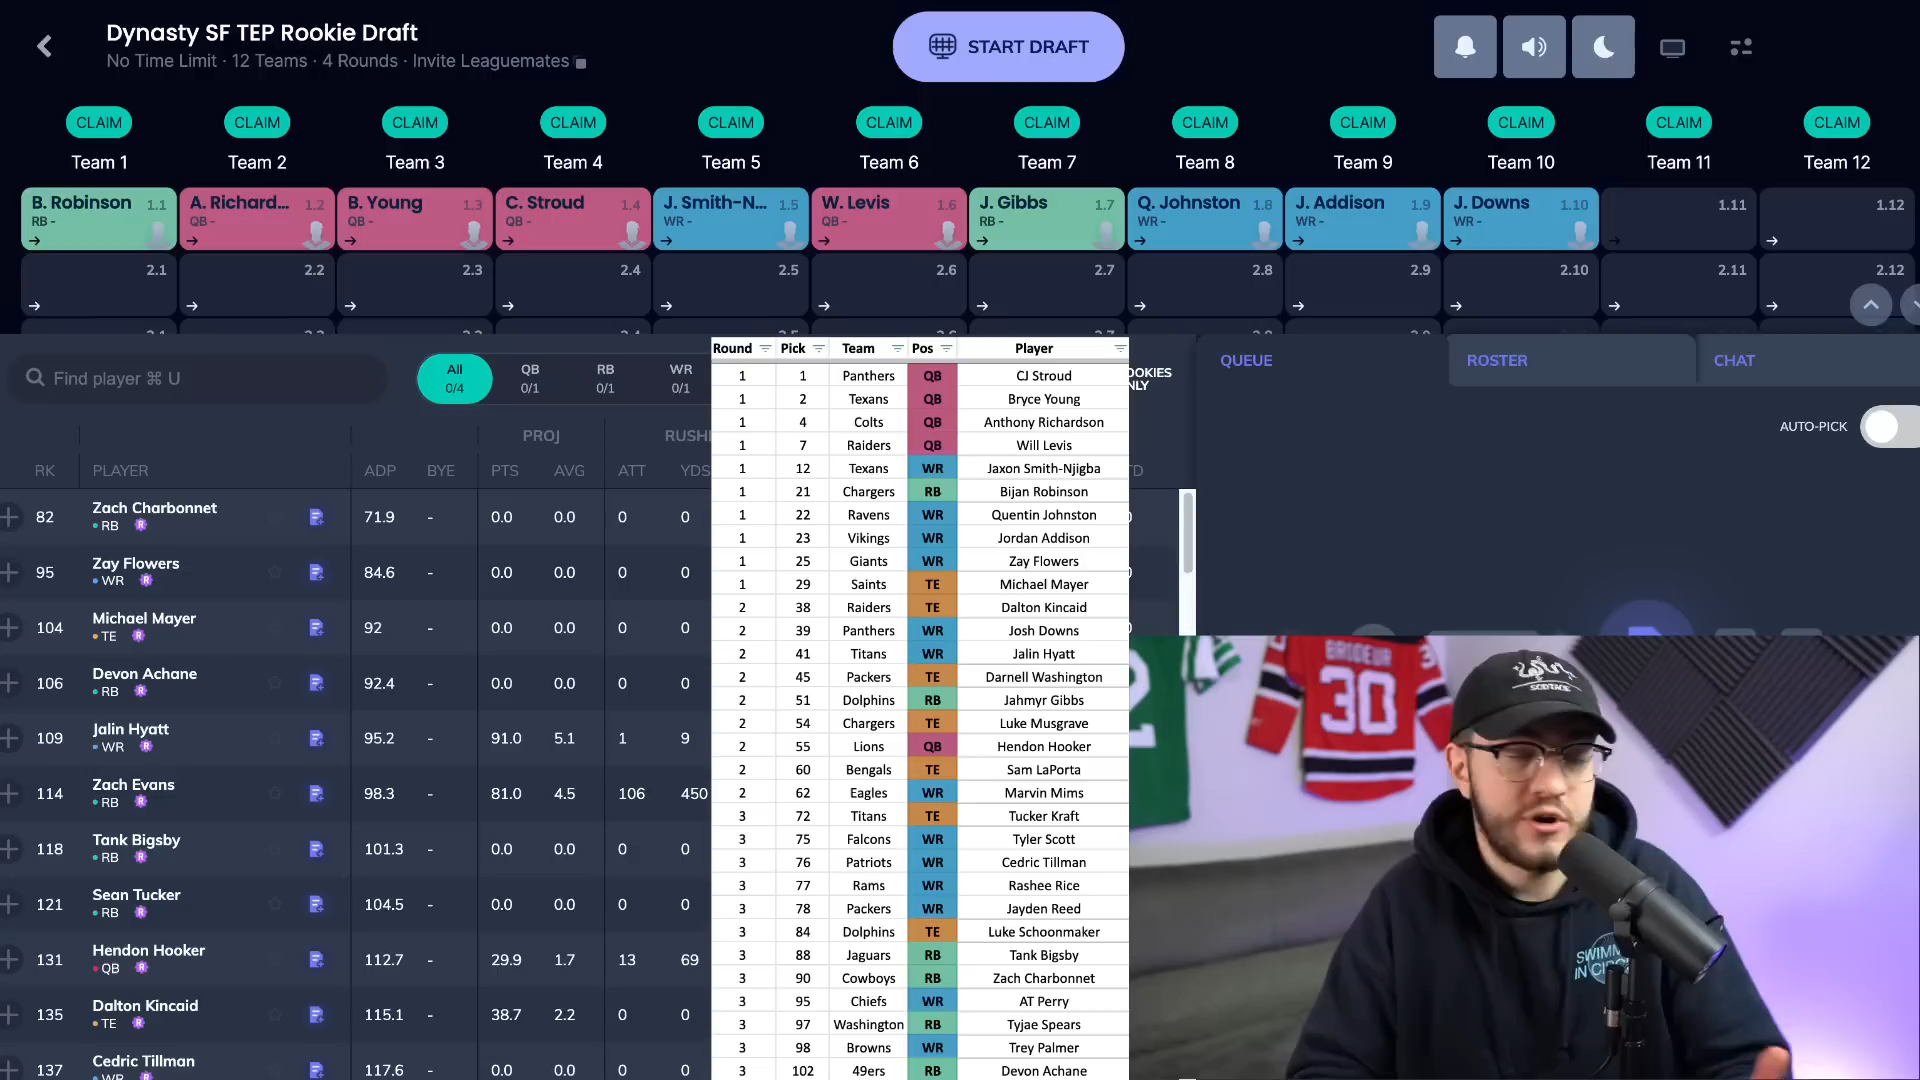 Dynasty SF TEP Rookie Draft
No Time Limit · 12 Teams · 4 Rounds · Invite Leaguemates
START DRAFT
CLAIM CLAIM CLAIM CLAIM CLAIM CLAIM CLAIM CLAIM CLAIM CLAIM CLAIM CLAIM
Team 1 Team 2 Team 3 Team 4 Team 5 Team 6 Team 7 Team 8 Team 9 Team 10 Team 11 Team 12
B. Robinson 1.1 A. Richard... 1.2 B. Young 1.3 C. Stroud 1.4 J. Smith-N... 1.5 W. Levis 1.6 J. Gibbs 1.7 Q. Johnston 1.8 J. Addison 1.9 J. Downs 1.10 1.11 1.12
RB - QB - QB - QB - WR - QB - RB - WR - WR - WR -
2.1 2.2 2.3 2.4 2.5 2.6 2.7 2.8 2.9 2.10 2.11 2.12
Find player ⌘ U
All QB RB WR
0/4 0/1 0/1 0/1
PROJ RUSHI
RK PLAYER ADP BYE PTS AVG ATT YDS
82 Zach Charbonnet 71.9 - 0.0 0.0 0 0
RB R
95 Zay Flowers 84.6 - 0.0 0.0 0 0
WR R
104 Michael Mayer 92 - 0.0 0.0 0 0
TE R
106 Devon Achane 92.4 - 0.0 0.0 0 0
RB R
109 Jalin Hyatt 95.2 - 91.0 5.1 1 9
WR R
114 Zach Evans 98.3 - 81.0 4.5 106 450
RB R
118 Tank Bigsby 101.3 - 0.0 0.0 0 0
RB R
121 Sean Tucker 104.5 - 0.0 0.0 0 0
RB R
131 Hendon Hooker 112.7 - 29.9 1.7 13 69
QB R
135 Dalton Kincaid 115.1 - 38.7 2.2 0 0
TE R
137 Cedric Tillman 117.6 - 0.0 0.0 0 0
WR
Round Pick Team Pos Player
1 1 Panthers QB CJ Stroud
1 2 Texans QB Bryce Young
1 4 Colts QB Anthony Richardson
1 7 Raiders QB Will Levis
1 12 Texans WR Jaxon Smith-Njigba
1 21 Chargers RB Bijan Robinson
1 22 Ravens WR Quentin Johnston
1 23 Vikings WR Jordan Addison
1 25 Giants WR Zay Flowers
1 29 Saints TE Michael Mayer
2 38 Raiders TE Dalton Kincaid
2 39 Panthers WR Josh Downs
2 41 Titans WR Jalin Hyatt
2 45 Packers TE Darnell Washington
2 51 Dolphins RB Jahmyr Gibbs
2 54 Chargers TE Luke Musgrave
2 55 Lions QB Hendon Hooker
2 60 Bengals TE Sam LaPorta
2 62 Eagles WR Marvin Mims
3 72 Titans TE Tucker Kraft
3 75 Falcons WR Tyler Scott
3 76 Patriots WR Cedric Tillman
3 77 Rams WR Rashee Rice
3 78 Packers WR Jayden Reed
3 84 Dolphins TE Luke Schoonmaker
3 88 Jaguars RB Tank Bigsby
3 90 Cowboys RB Zach Charbonnet
3 95 Chiefs WR AT Perry
3 97 Washington RB Tyjae Spears
3 98 Browns WR Trey Palmer
3 102 49ers RB Devon Achane
OOKIES
NLY
TD
QUEUE ROSTER CHAT
AUTO-PICK
BRODEUR
30
SWIMM
IN CIRC